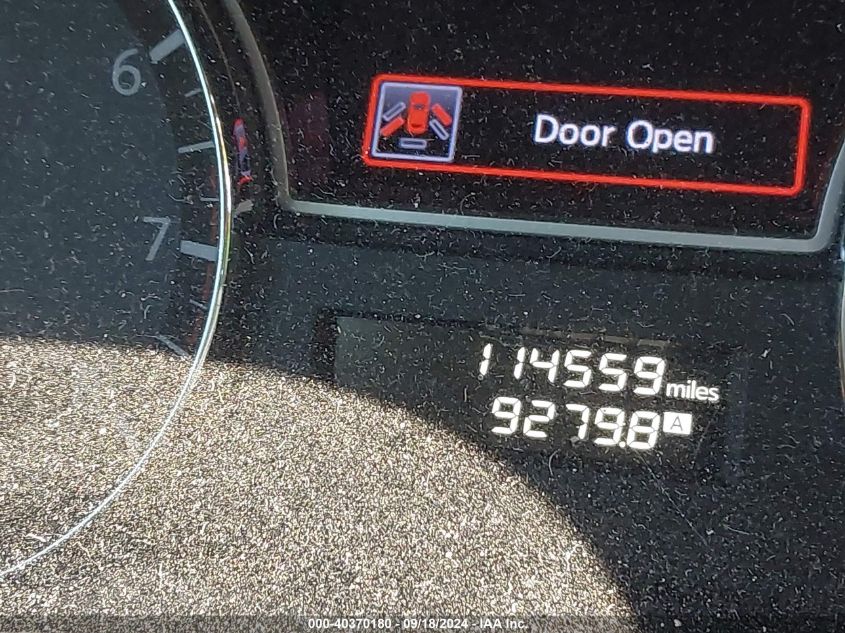 6
Door Open
7
114559 miles
9279.8 A
000-40370180 - 09/18/2024 - IAA Inc.